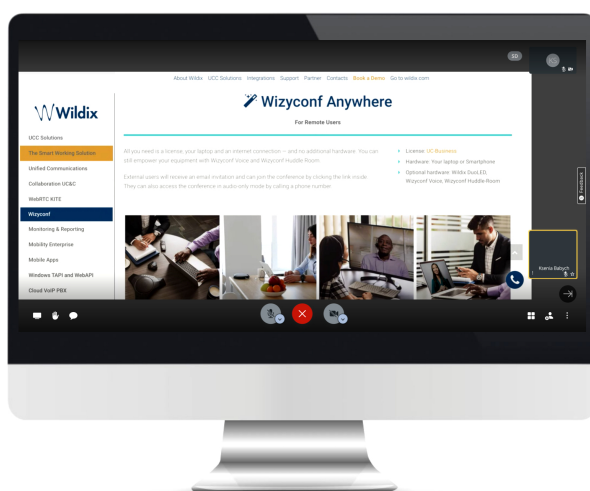 SD
JG
About Wildix UCC Solutions Integrations Support Partner Contacts Book a Demo Go to wildix.com
Wildix
Wizyconf Anywhere
For Remote Users
UCC Solutions
The Smart Working Solution
Unified Communications
Collaboration UC&C
WebRTC KITE
Wizyconf
Monitoring & Reporting
Mobility Enterprise
Mobile Apps
Windows TAPI and WebAPI
Cloud VoIP PBX
All you need is a license, your laptop and an internet connection – and no additional hardware. You can
still empower your equipment with Wizyconf Voice and Wizyconf Huddle-Room.
External users will receive an email invitation and can join the conference by clicking the link mode.
They can also access the conference in audio-only mode by calling a phone number.
License: UC Business
Hardware: Your laptop or Smartphone
Optional hardware: Wildix DuoLED,
Wizyconf Voice, Wizyconf Huddle-Room
Feedback
Ksenia Babych